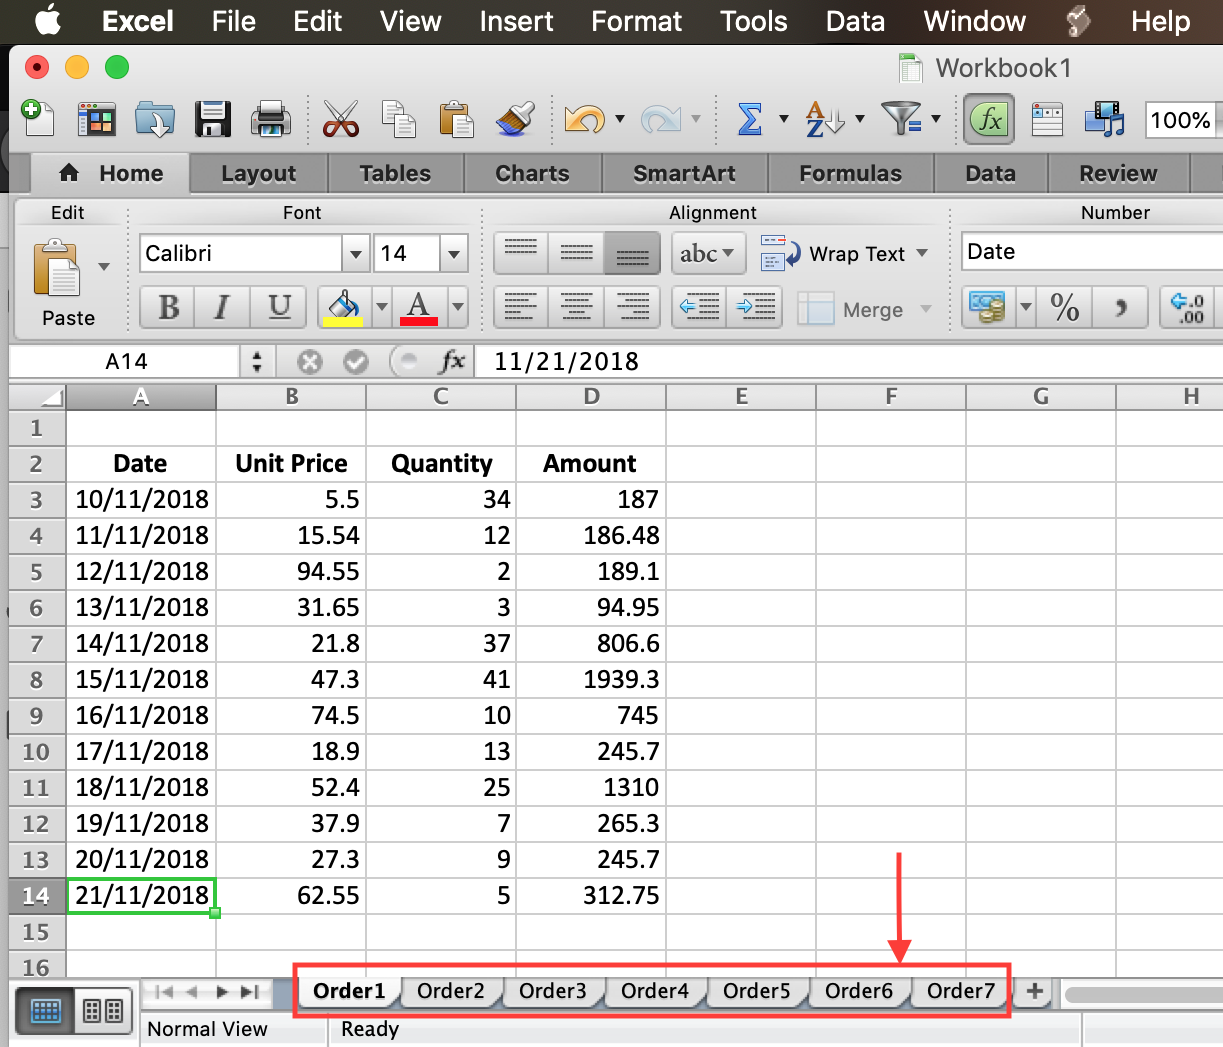 Excel File Edit View Insert Format Tools Data Window Help
Workbook1
100%
Home Layout Tables Charts SmartArt Formulas Data Review
Edit Font Alignment Number
Calibri 14 abc Wrap Text Date
Paste B I U A Merge % , .0 .00
A14 fx 11/21/2018
A B C D E F G H
1
2 Date Unit Price Quantity Amount
3 10/11/2018 5.5 34 187
4 11/11/2018 15.54 12 186.48
5 12/11/2018 94.55 2 189.1
6 13/11/2018 31.65 3 94.95
7 14/11/2018 21.8 37 806.6
8 15/11/2018 47.3 41 1939.3
9 16/11/2018 74.5 10 745
10 17/11/2018 18.9 13 245.7
11 18/11/2018 52.4 25 1310
12 19/11/2018 37.9 7 265.3
13 20/11/2018 27.3 9 245.7
14 21/11/2018 62.55 5 312.75
15
16
Order1 Order2 Order3 Order4 Order5 Order6 Order7 +
Normal View Ready